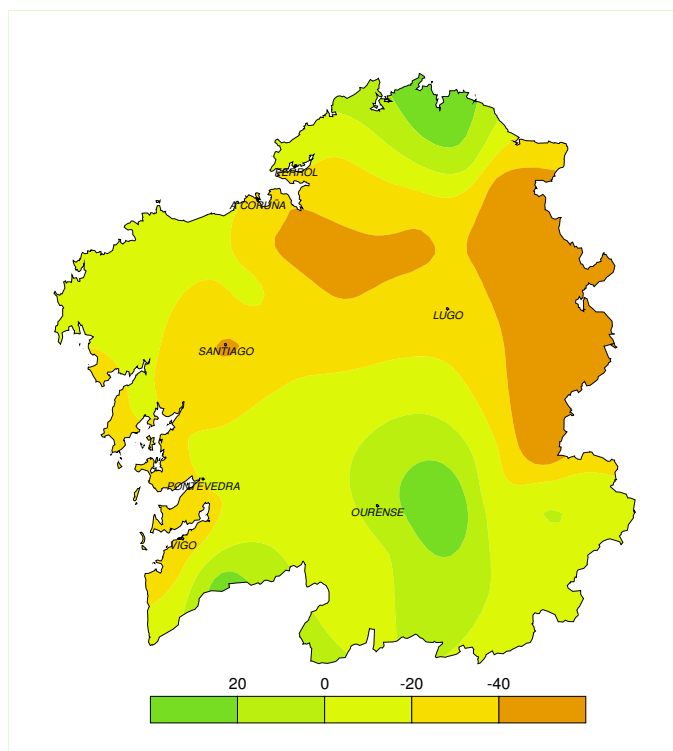 FERROL
A CORUÑA
LUGO
SANTIAGO
PONTEVEDRA
OURENSE
VIGO
20 0 -20 -40